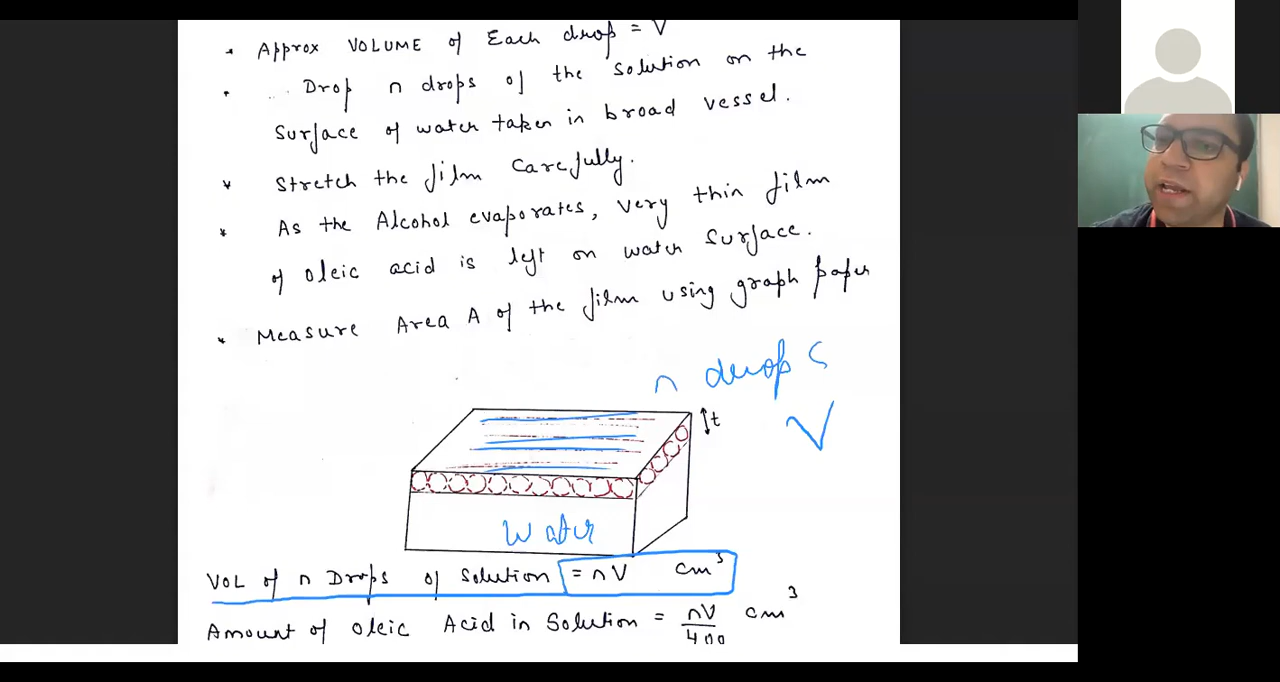 * Approx VOLUME of Each drop = V
* Drop n drops of the solution on the
Surface of water taken in broad vessel.
* Stretch the film carefully.
* As the Alcohol evaporates, very thin film
of oleic acid is left on water surface.
* Measure Area A of the film using graph paper
n drops
t
V
Water
VOL of n Drops of Solution = nV cm³
Amount of Oleic Acid in Solution = nV/400 cm³